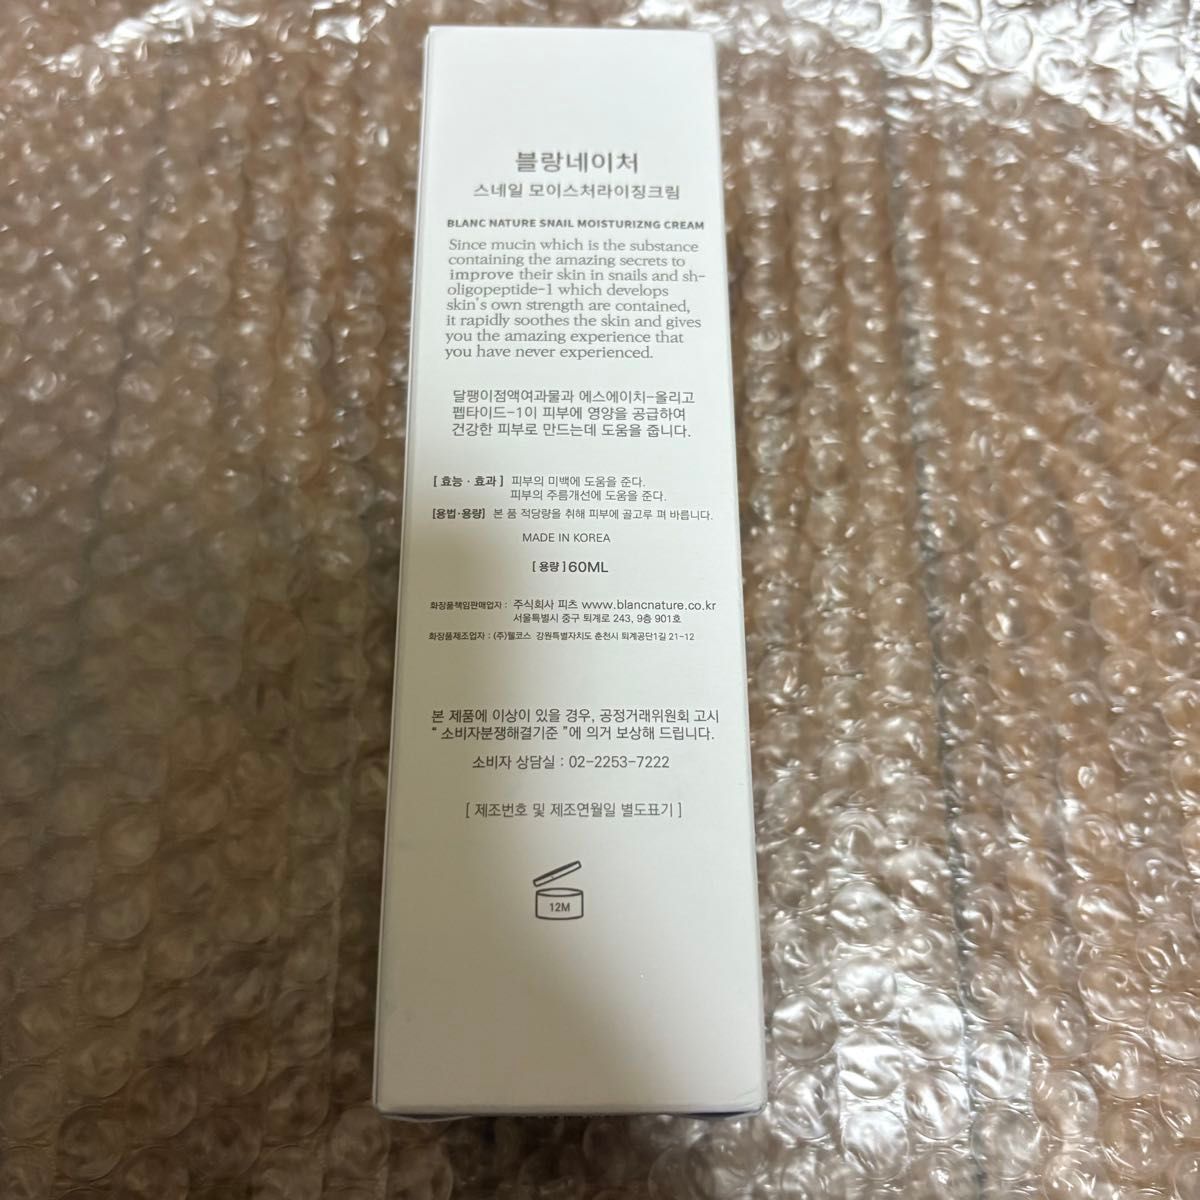 블랑네이처
스네일 모이스처라이징크림
BLANC NATURE SNAIL MOISTURIZNG CREAM
Since mucin which is the substance
containing the amazing secrets to
improve their skin in snails and sh-
oligopeptide-1 which develops
skin's own strength are contained,
it rapidly soothes the skin and gives
you the amazing experience that
you have never experienced.
달팽이점액여과물과 에스에이치-올리고
펩타이드-1이 피부에 영양을 공급하여
건강한 피부로 만드는데 도움을 줍니다.
[ 효능 · 효과 ] 피부의 미백에 도움을 준다.
피부의 주름개선에 도움을 준다.
[용법·용량] 본 품 적당량을 취해 피부에 골고루 펴 바릅니다.
MADE IN KOREA
[ 용량 ] 60ML
화장품책임판매업자 : 주식회사 피츠 www.blancnature.co.kr
서울특별시 중구 퇴계로 243, 9층 901호
화장품제조업자 : (주)웰코스 강원특별자치도 춘천시 퇴계공단1길 21-12
본 제품에 이상이 있을 경우, 공정거래위원회 고시
“ 소비자분쟁해결기준 ”에 의거 보상해 드립니다.
소비자 상담실 : 02-2253-7222
[ 제조번호 및 제조연월일 별도표기 ]
12M